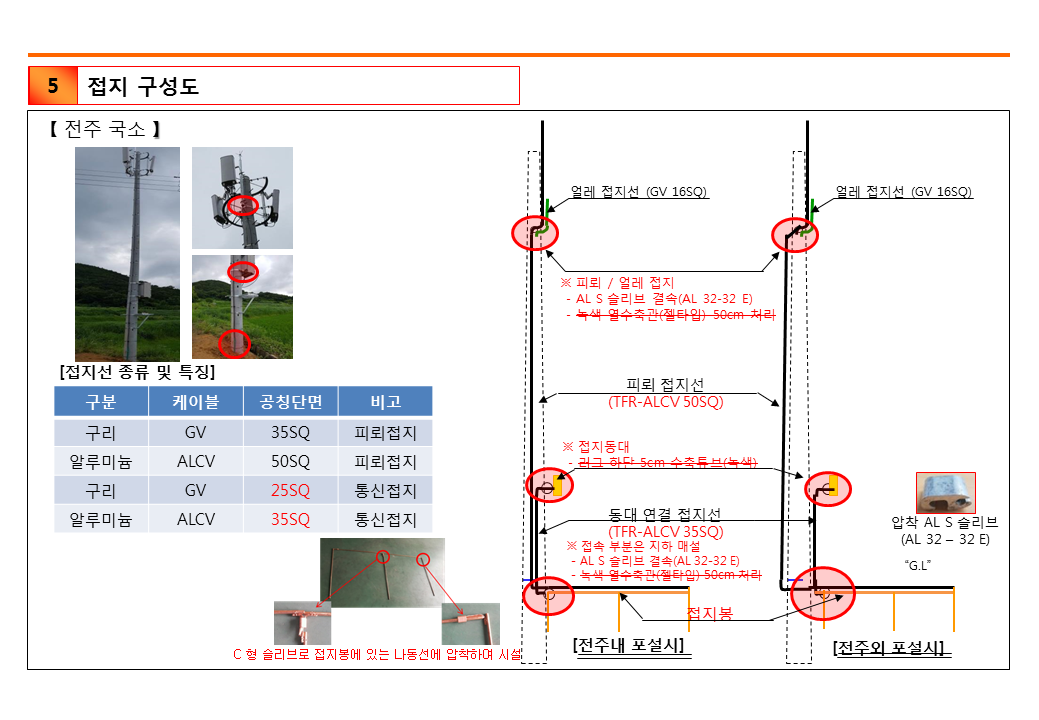 5 접지 구성도
【 전주 국소 】
얼레 접지선 (GV 16SQ)
얼레 접지선 (GV 16SQ)
※ 피뢰 / 얼레 접지
- AL S 슬리브 결속(AL 32-32 E)
- 녹색 열수축관(젤타입) 50cm 처리
[접지선 종류 및 특징]
구분 케이블 공칭단면 비고
구리 GV 35SQ 피뢰접지
알루미늄 ALCV 50SQ 피뢰접지
구리 GV 25SQ 통신접지
알루미늄 ALCV 35SQ 통신접지
피뢰 접지선
(TFR-ALCV 50SQ)
※ 접지동대
- 러그 하단 5cm 수축튜브(녹색)
동대 연결 접지선
(TFR-ALCV 35SQ)
※ 접속 부분은 지하 매설
- AL S 슬리브 결속(AL 32-32 E)
- 녹색 열수축관(젤타입) 50cm 처리
압착 AL S 슬리브
(AL 32 – 32 E)
“G.L”
접지봉
C 형 슬리브로 접지봉에 있는 나동선에 압착하여 시설
[전주내 포설시]
[전주외 포설시]